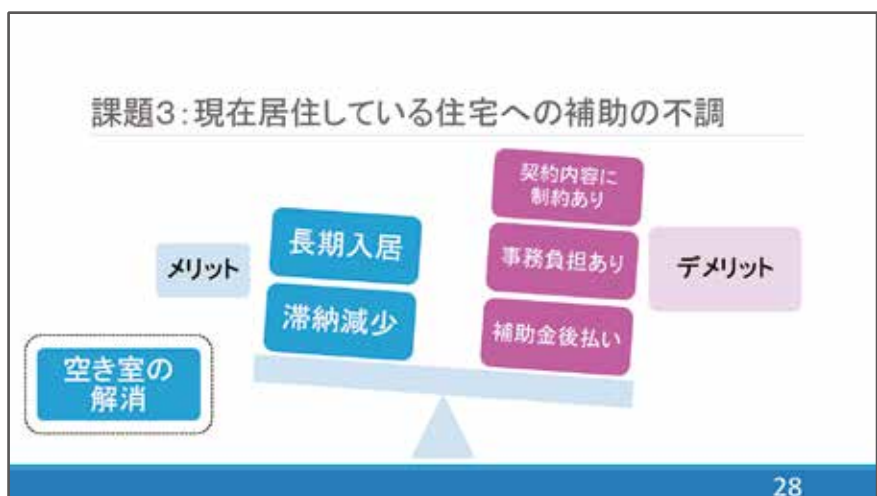 課題3:現在居住している住宅への補助の不調
メリット
長期入居
滞納減少
空き室の
解消
契約内容に
制約あり
事務負担あり
補助金後払い
デメリット
28